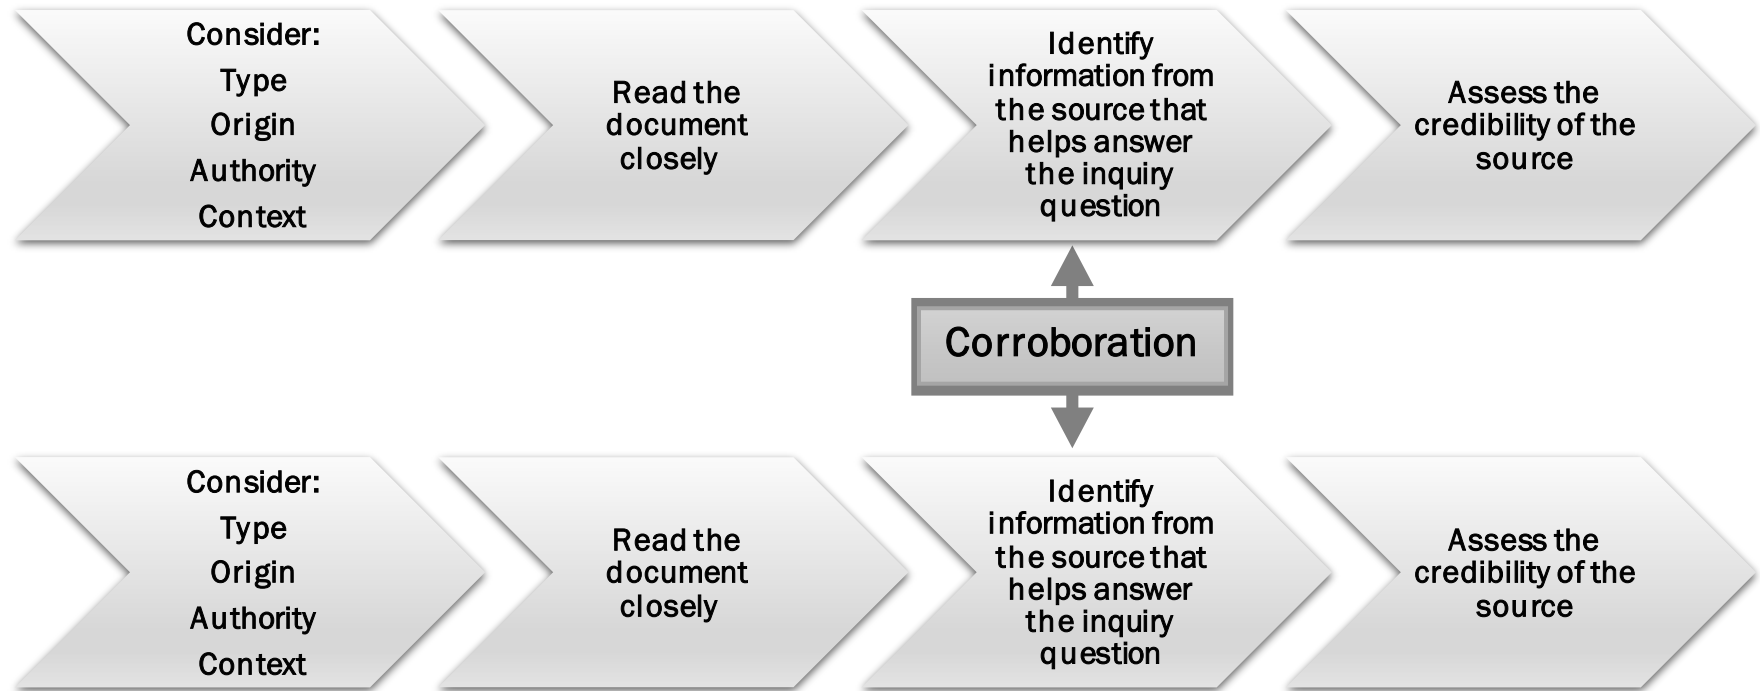 Consider:
Type
Origin
Authority
Context
Read the
document
closely
Identify
information from
the source that
helps answer
the inquiry
question
Assess the
credibility of the
source
Corroboration
Consider:
Type
Origin
Authority
Context
Read the
document
closely
Identify
information from
the source that
helps answer
the inquiry
question
Assess the
credibility of the
source